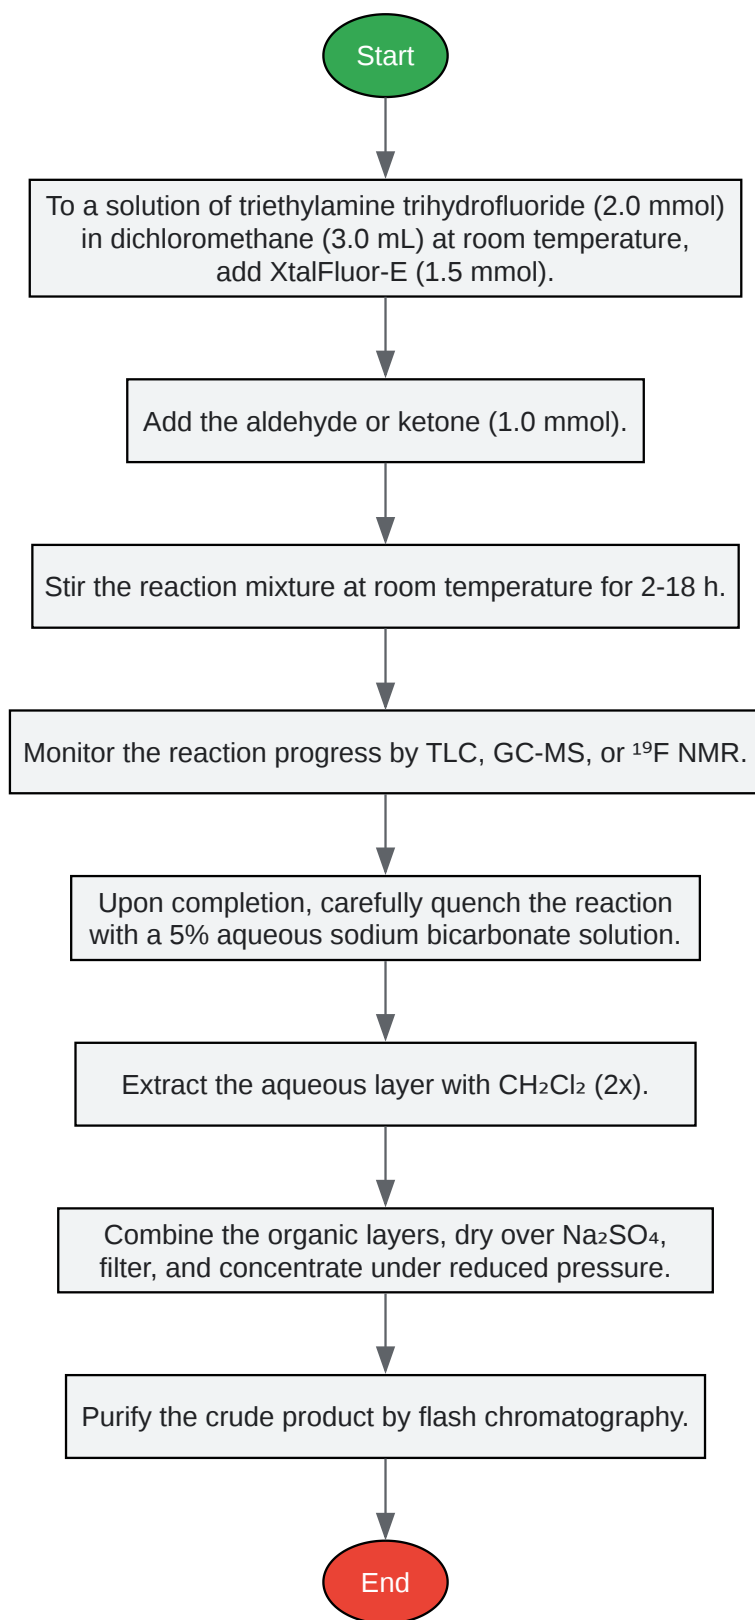 Start
To a solution of triethylamine trihydrofluoride (2.0 mmol)
in dichloromethane (3.0 mL) at room temperature,
add XtalFluor-E (1.5 mmol).
Add the aldehyde or ketone (1.0 mmol).
Stir the reaction mixture at room temperature for 2-18 h.
Monitor the reaction progress by TLC, GC-MS, or ¹⁹F NMR.
Upon completion, carefully quench the reaction
with a 5% aqueous sodium bicarbonate solution.
Extract the aqueous layer with CH₂Cl₂ (2x).
Combine the organic layers, dry over Na₂SO₄,
filter, and concentrate under reduced pressure.
Purify the crude product by flash chromatography.
End